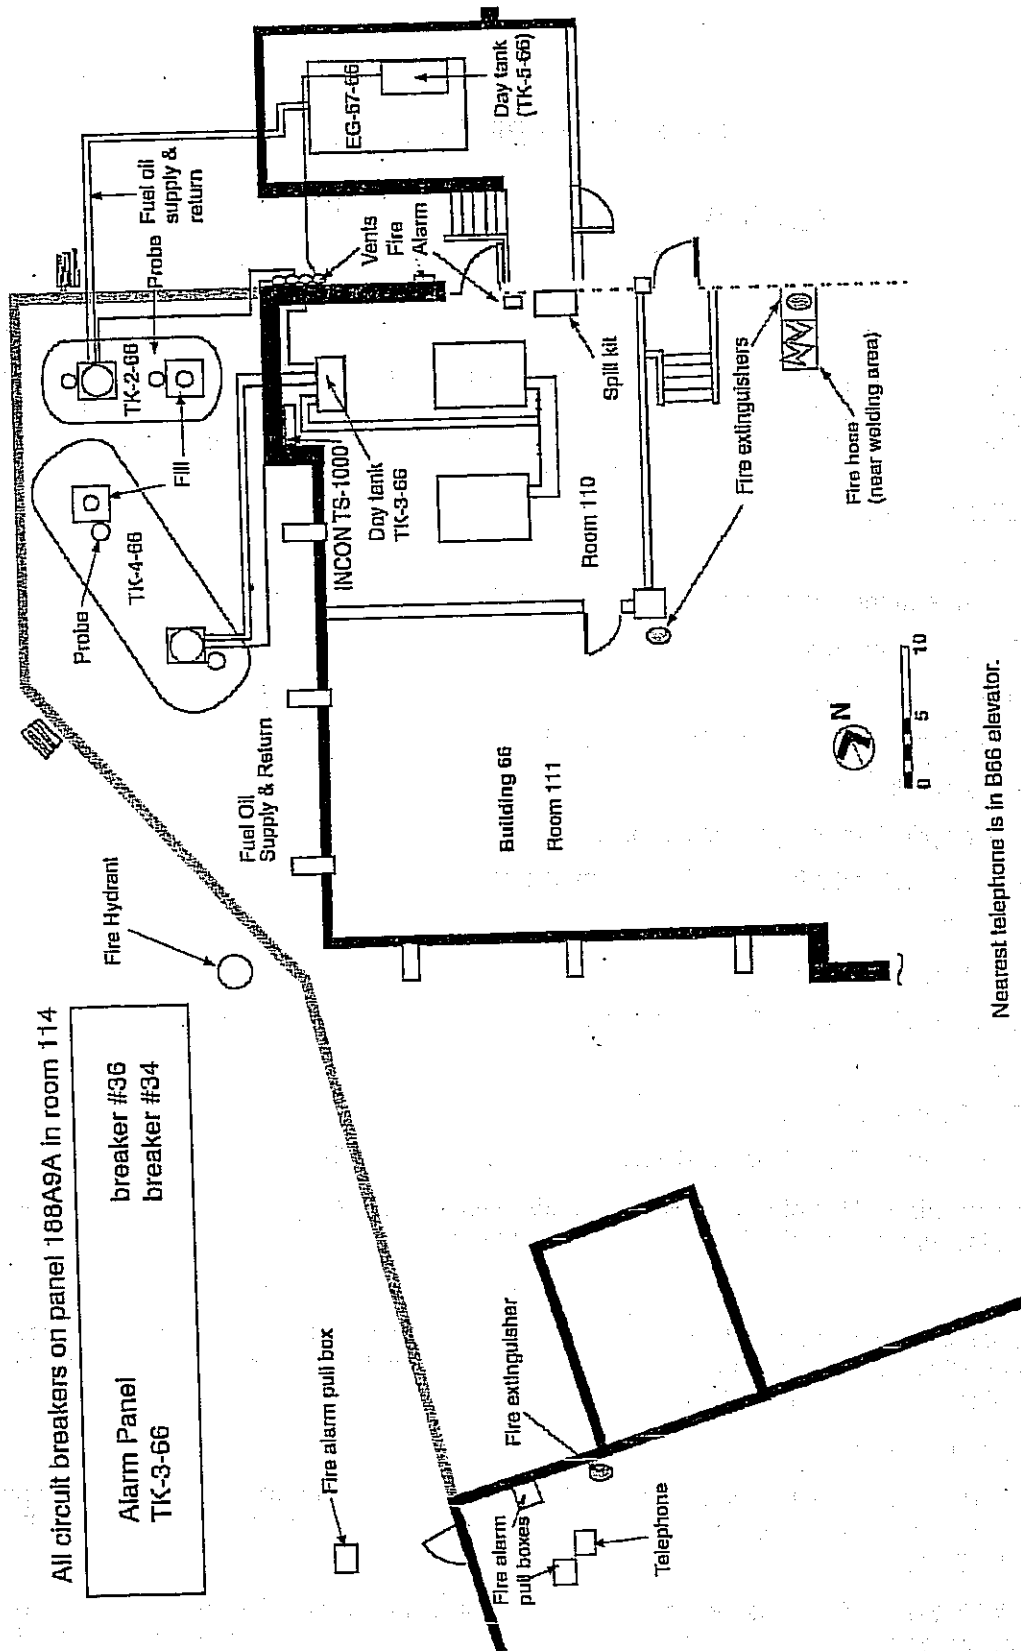 All circuit breakers on panel 188A9A in room 114
Alarm Panel breaker #36
TK-3-66 breaker #34
Fire Hydrant
Fire alarm pull box
Fire extinguisher
Fire alarm
pull boxes
Telephone
Probe
TK-4-66
Fill
TK-2-66
Probe
Fuel oil
supply &
return
Fuel Oil
Supply & Return
INCON TS-1000
Day tank
TK-3-66
Vents
Fire
Alarm
EG-67-66
Day tank
(TK-5-66)
Building 66
Room 111
Room 110
Spill kit
Fire extinguishers
Fire hose
(near welding area)
N
0 5 10
Nearest telephone is in B66 elevator.